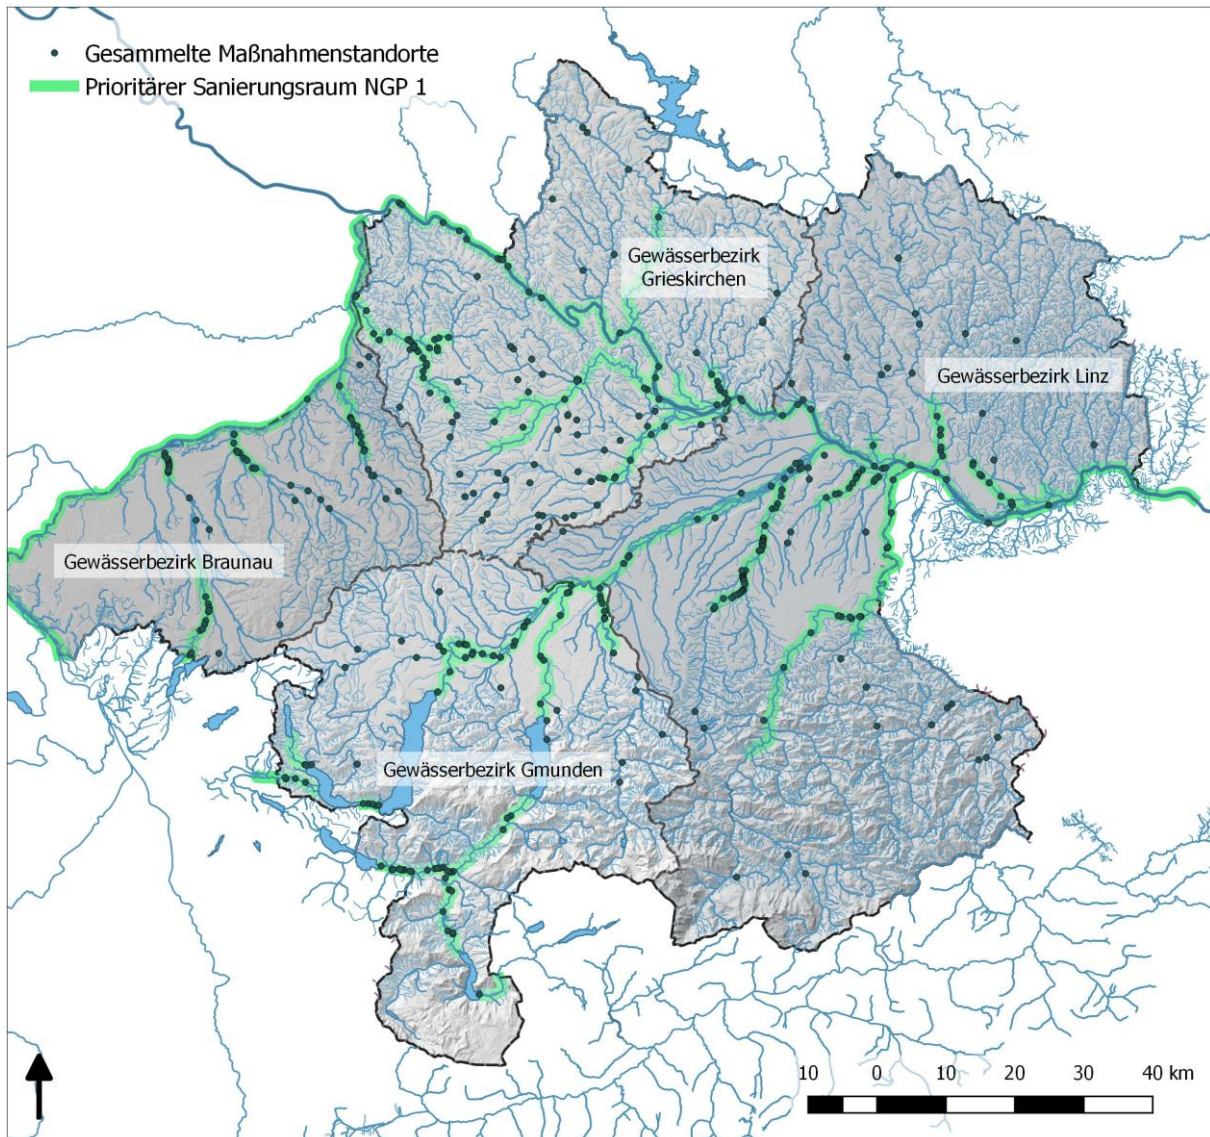 Gesammelte Maßnahmenstandorte
Prioritärer Sanierungsraum NGP 1
Gewässerbezirk
Grieskirchen
Gewässerbezirk Linz
Gewässerbezirk Braunau
Gewässerbezirk Gmunden
10 0 10 20 30 40 km